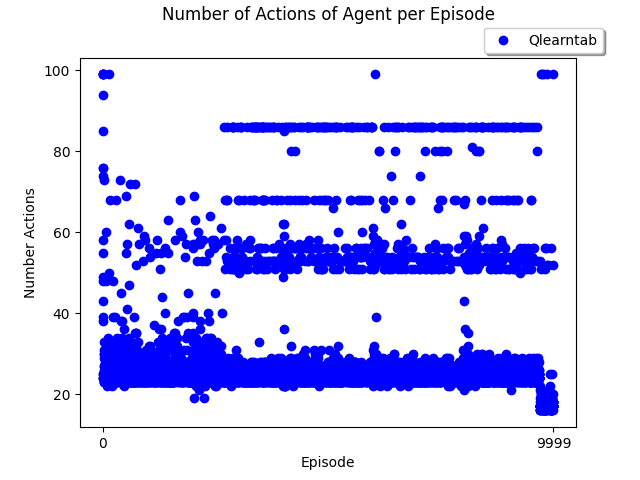 Number of Actions of Agent per Episode
Qlearntab
100
80
60
40
20
Number Actions
0
9999
Episode